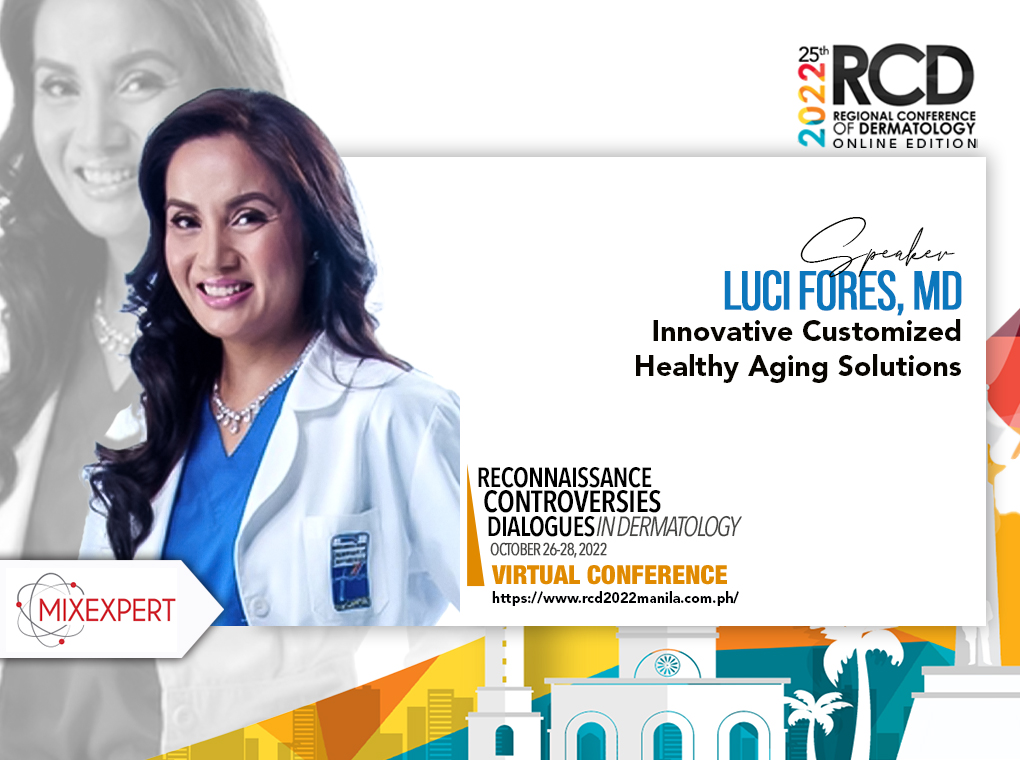 25th
2022
RCD
REGIONAL CONFERENCE
OF DERMATOLOGY
ONLINE EDITION
Speaker
LUCI FORES, MD
Innovative Customized
Healthy Aging Solutions
RECONNAISSANCE
CONTROVERSIES
DIALOGUES IN DERMATOLOGY
OCTOBER 26-28, 2022
VIRTUAL CONFERENCE
https://www.rcd2022manila.com.ph/
MIXEXPERT